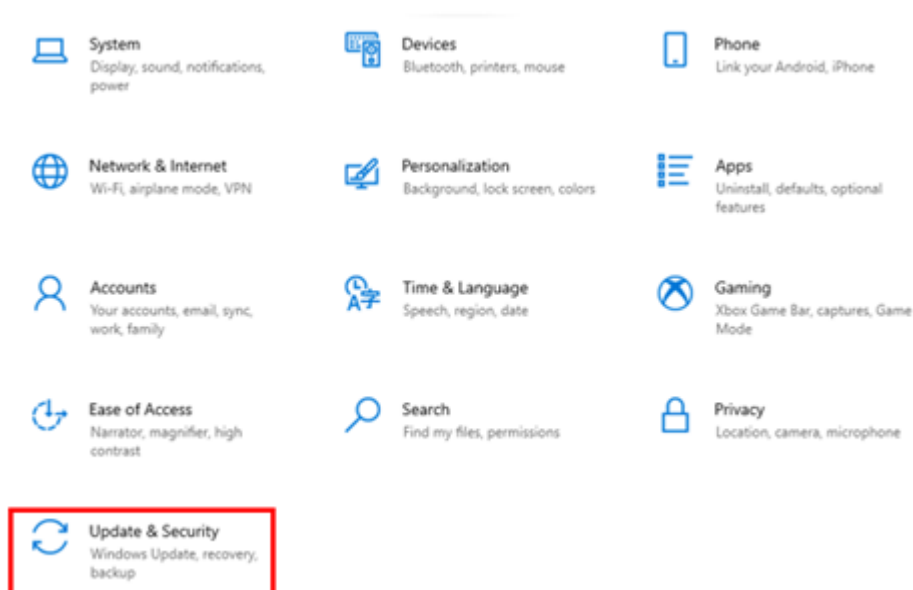 System
Display, sound, notifications,
power
Devices
Bluetooth, printers, mouse
Phone
Link your Android, iPhone
Network & Internet
Wi-Fi, airplane mode, VPN
Personalization
Background, lock screen, colors
Apps
Uninstall, defaults, optional
features
Accounts
Your accounts, email, sync,
work, family
Time & Language
Speech, region, date
Gaming
Xbox Game Bar, captures, Game
Mode
Ease of Access
Narrator, magnifier, high
contrast
Search
Find my files, permissions
Privacy
Location, camera, microphone
Update & Security
Windows Update, recovery,
backup